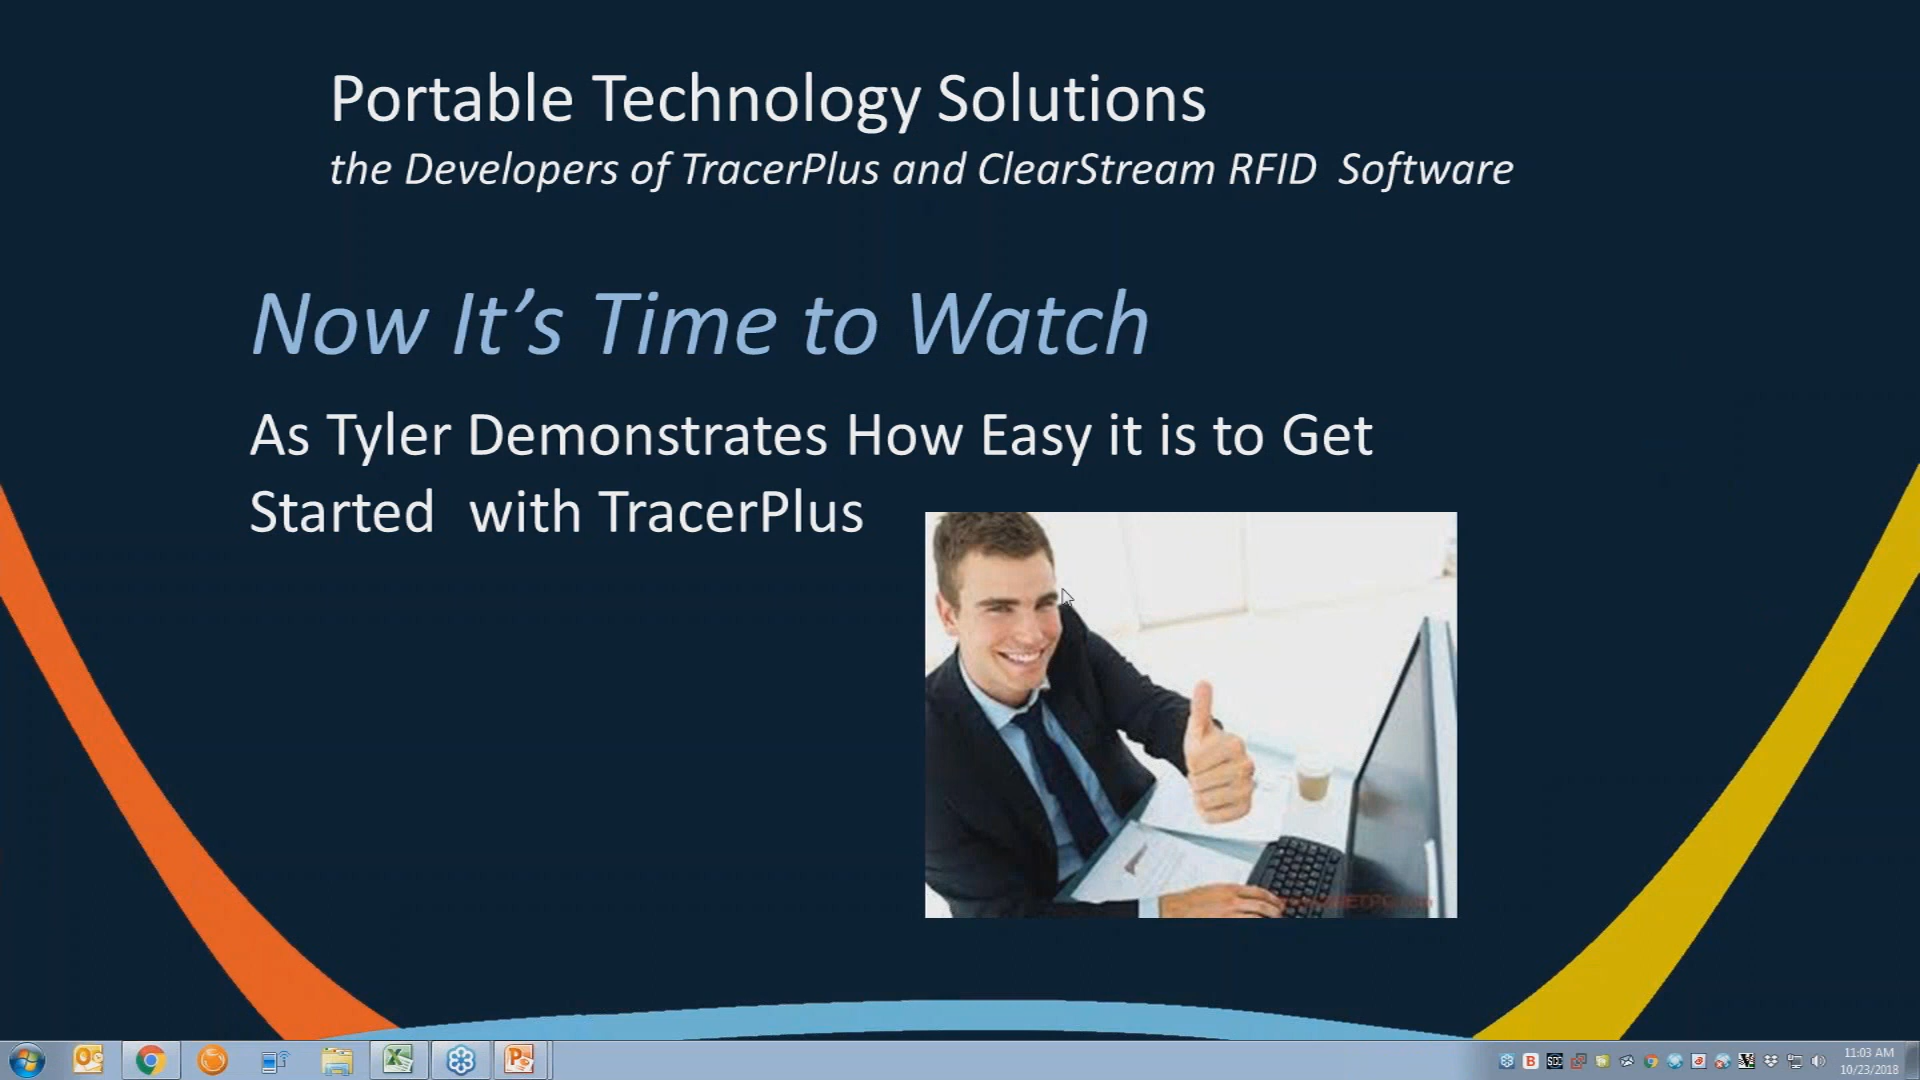 Portable Technology Solutions
the Developers of TracerPlus and ClearStream RFID Software
Now It's Time to Watch
As Tyler Demonstrates How Easy it is to Get
Started with TracerPlus
11:03 AM
10/23/2018